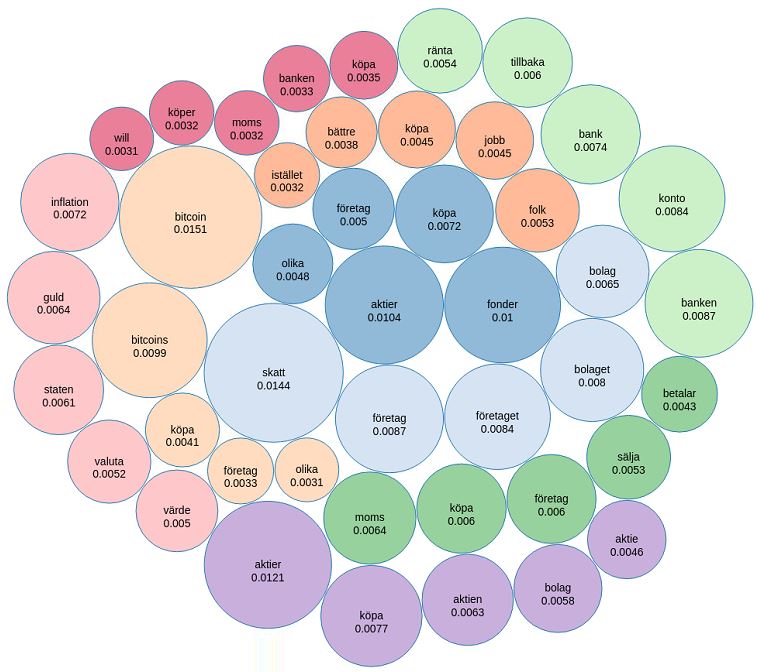 ränta
0.0054
tillbaka
0.006
köpa
0.0035
banken
0.0033
köper
0.0032
moms
0.0032
will
0.0031
bättre
0.0038
köpa
0.0045
jobb
0.0045
bank
0.0074
istället
0.0032
inflation
0.0072
bitcoin
0.0151
företag
0.005
köpa
0.0072
folk
0.0053
konto
0.0084
olika
0.0048
bolag
0.0065
guld
0.0064
aktier
0.0104
fonder
0.01
banken
0.0087
bitcoins
0.0099
skatt
0.0144
bolaget
0.008
staten
0.0061
betalar
0.0043
företag
0.0087
företaget
0.0084
köpa
0.0041
valuta
0.0052
sälja
0.0053
företag
0.0033
olika
0.0031
värde
0.005
moms
0.0064
köpa
0.006
företag
0.006
aktie
0.0046
aktier
0.0121
köpa
0.0077
aktien
0.0063
bolag
0.0058